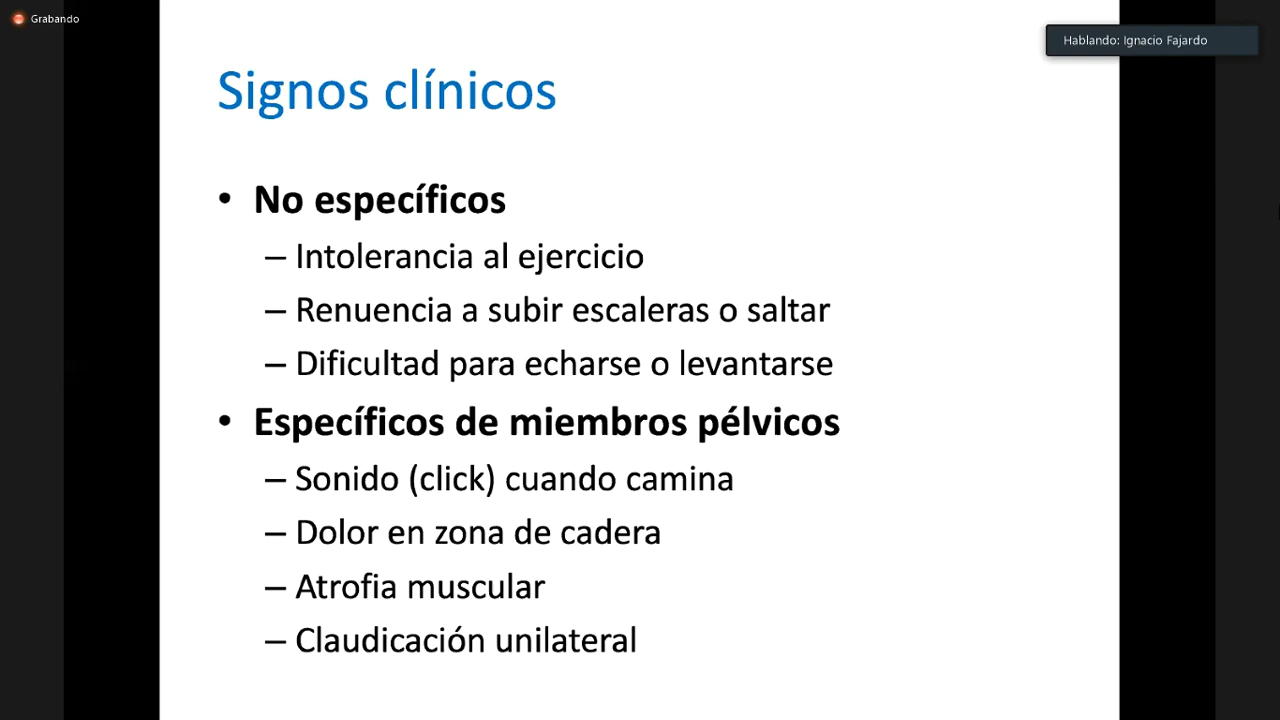 Grabando
Hablando: Ignacio Fajardo
Signos clínicos
• No específicos
– Intolerancia al ejercicio
– Renuencia a subir escaleras o saltar
– Dificultad para echarse o levantarse
• Específicos de miembros pélvicos
– Sonido (click) cuando camina
– Dolor en zona de cadera
– Atrofia muscular
– Claudicación unilateral